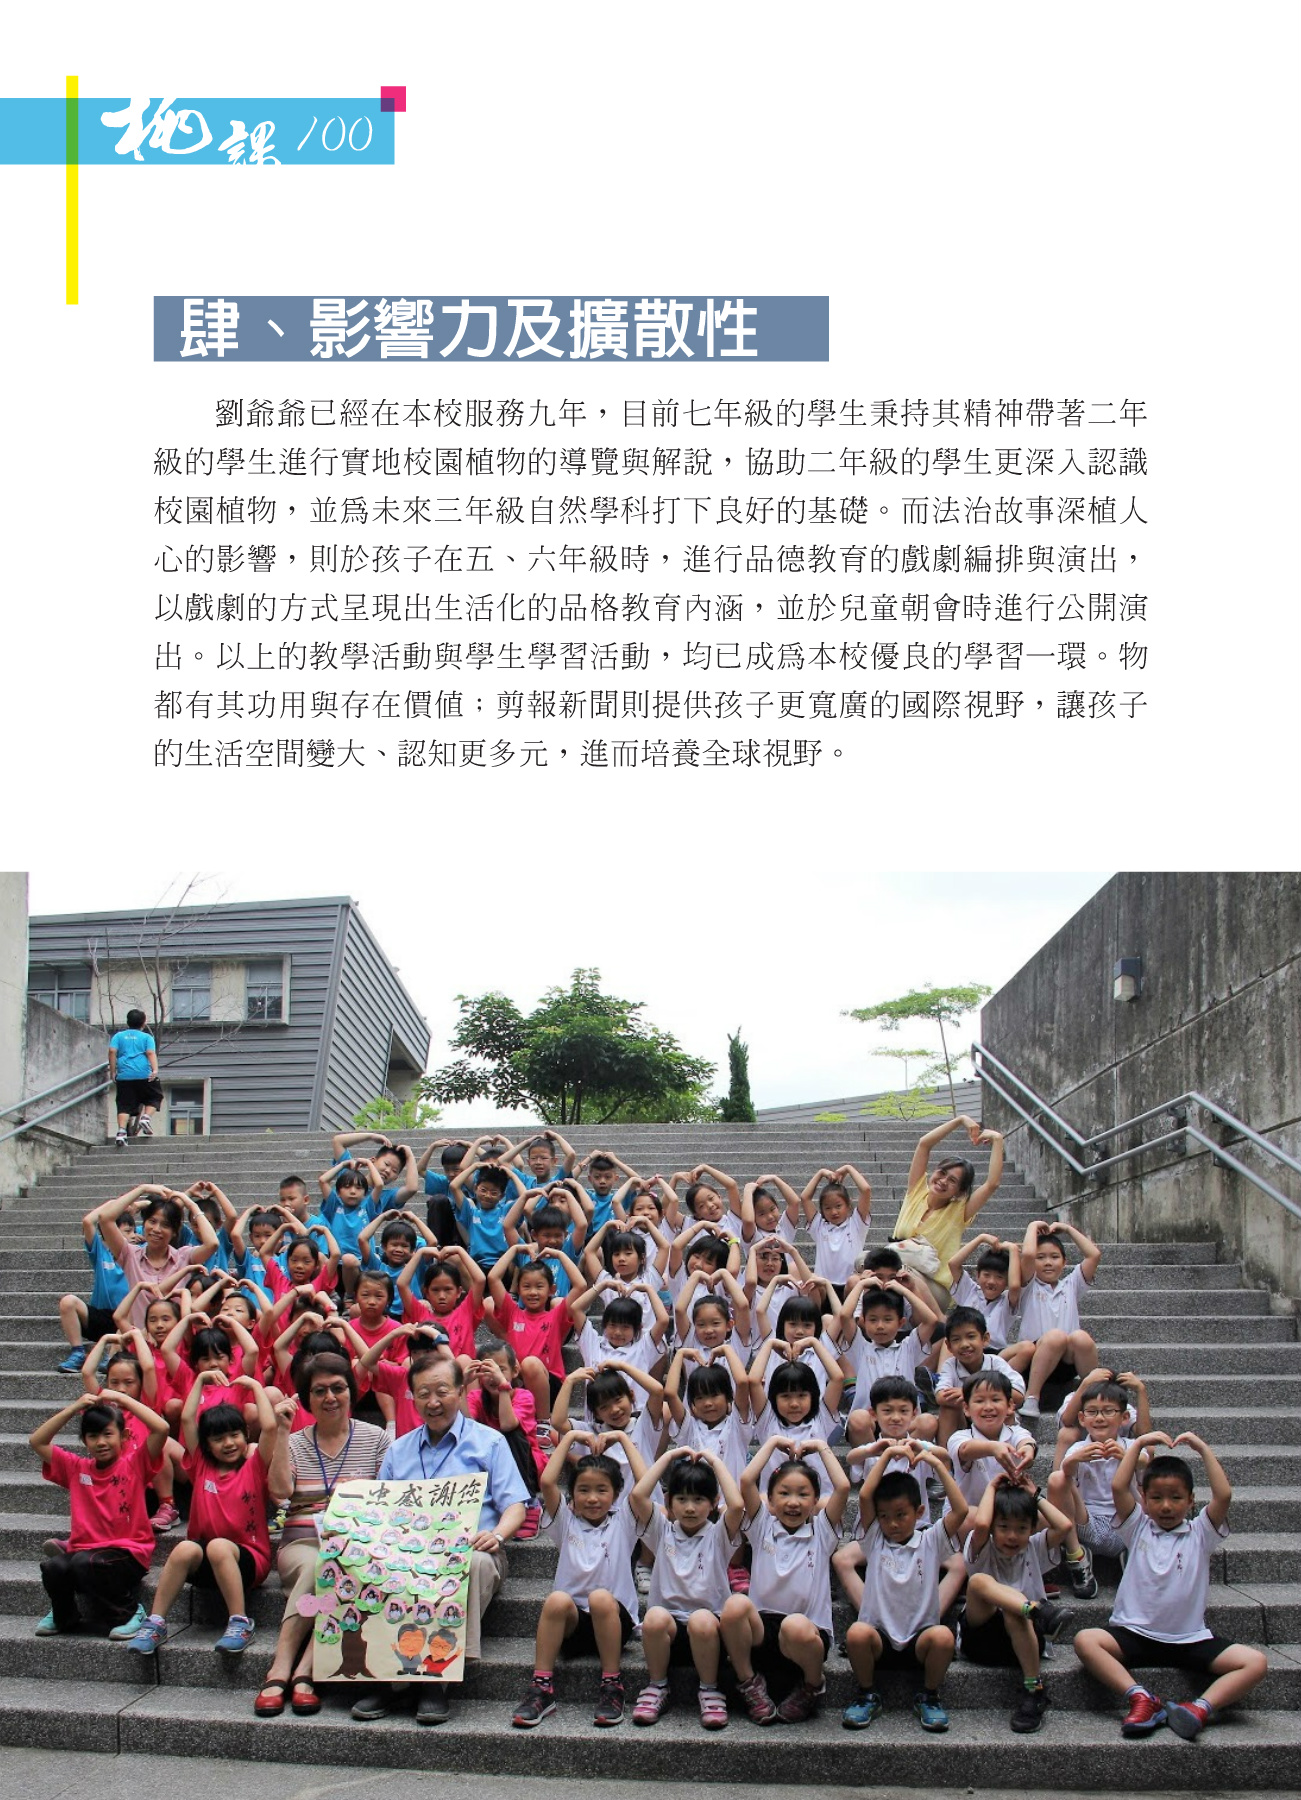 桃課100
肆、影響力及擴散性
劉爺爺已經在本校服務九年，目前七年級的學生秉持其精神帶著二年
級的學生進行實地校園植物的導覽與解說，協助二年級的學生更深入認識
校園植物，並為未來三年級自然學科打下良好的基礎。而法治故事深植人
心的影響，則於孩子在五、六年級時，進行品德教育的戲劇編排與演出，
以戲劇的方式呈現出生活化的品格教育內涵，並於兒童朝會時進行公開演
出。以上的教學活動與學生學習活動，均已成為本校優良的學習一環。物
都有其功用與存在價值；剪報新聞則提供孩子更寬廣的國際視野，讓孩子
的生活空間變大、認知更多元，進而培養全球視野。
感謝您